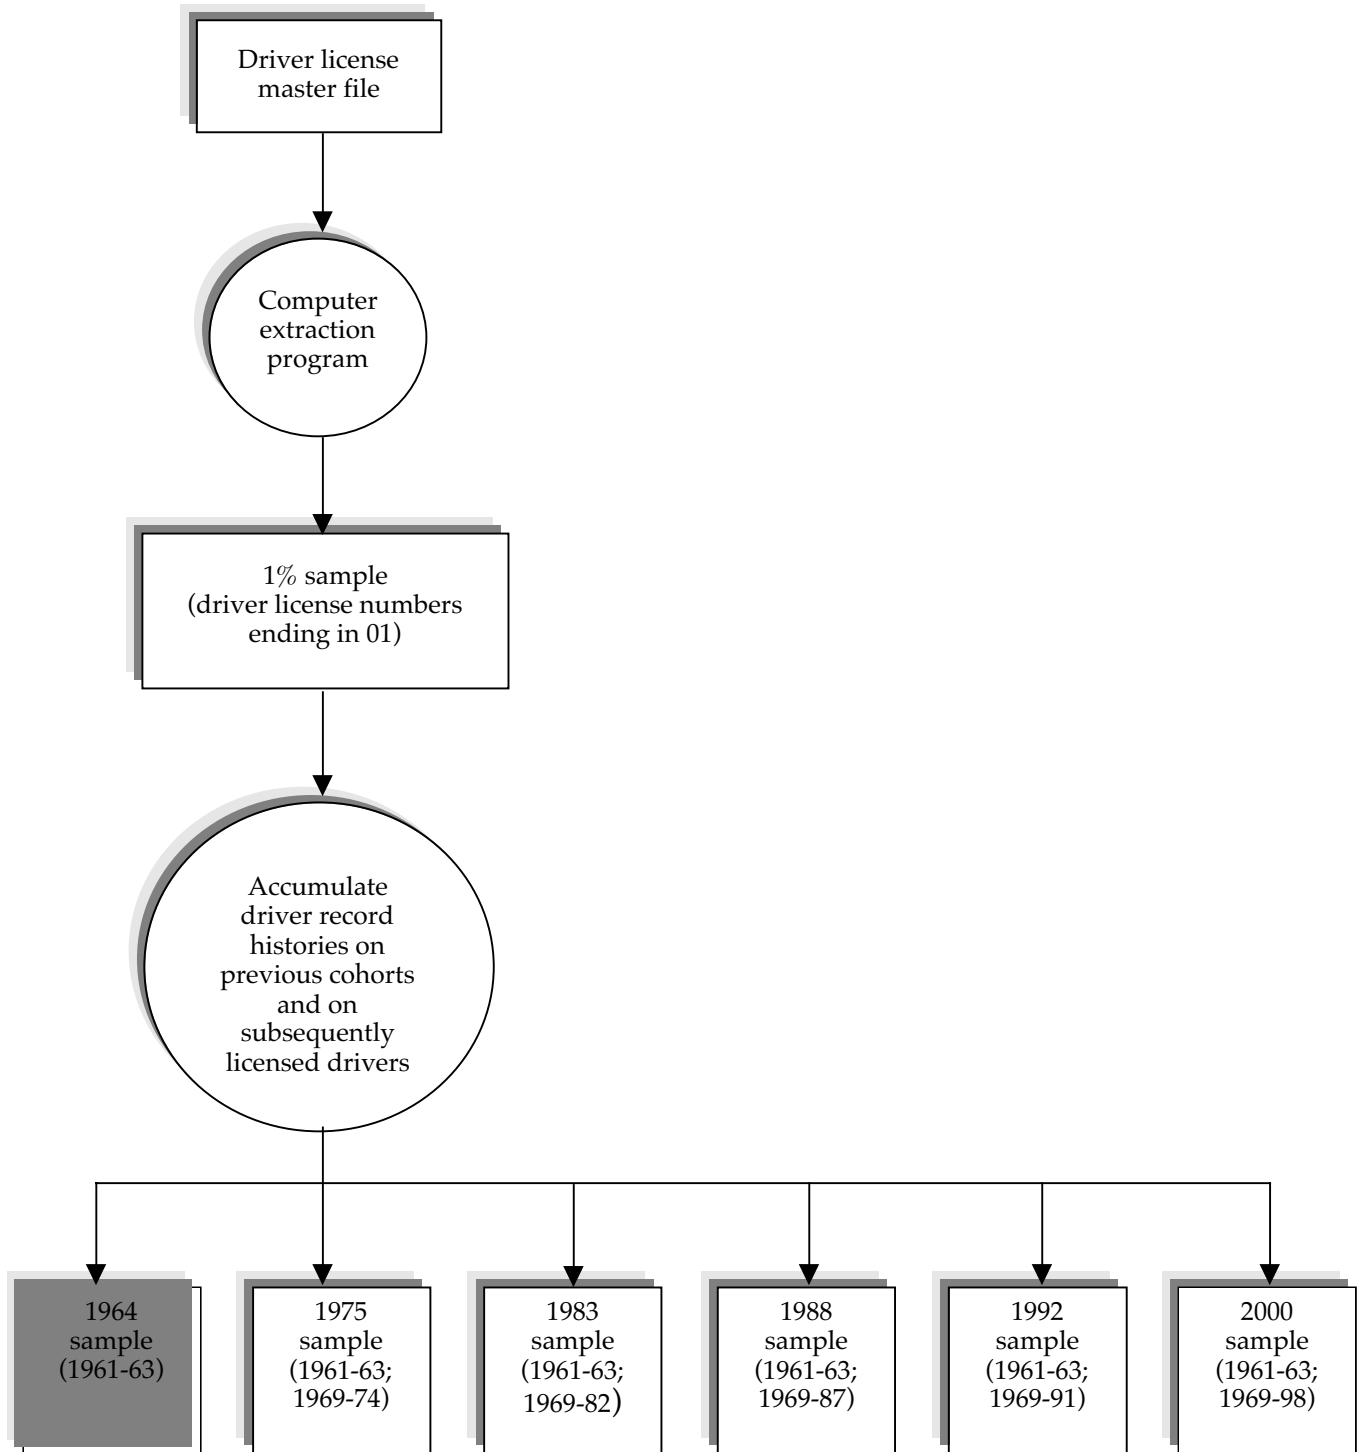 Driver license
master file
Computer
extraction
program
1% sample
(driver license numbers
ending in 01)
Accumulate
driver record
histories on
previous cohorts
and on
subsequently
licensed drivers
1964
sample
(1961-63)
1975
sample
(1961-63;
1969-74)
1983
sample
(1961-63;
1969-82)
1988
sample
(1961-63;
1969-87)
1992
sample
(1961-63;
1969-91)
2000
sample
(1961-63;
1969-98)